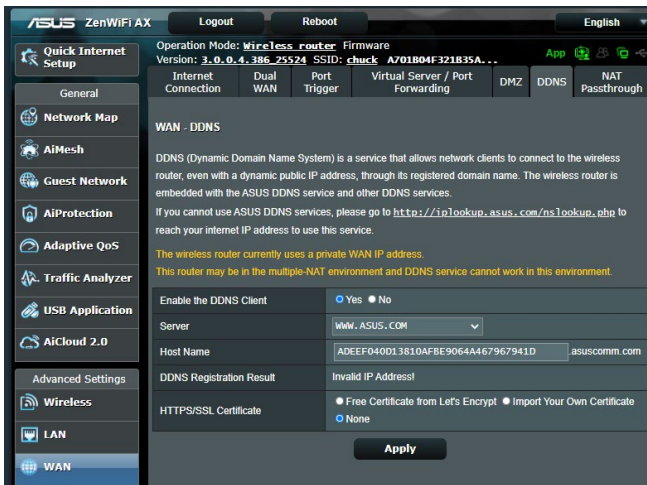 ASUS ZenWiFi AX Logout Reboot English
Quick Internet Setup
Operation Mode: Wireless router Firmware
Version: 3.0.0.4.386_25524 SSID: chuck A701B04F321B35A... App
Internet Connection Dual WAN Port Trigger Virtual Server / Port Forwarding DMZ DDNS NAT Passthrough
General
Network Map
AiMesh
Guest Network
AiProtection
Adaptive QoS
Traffic Analyzer
USB Application
AiCloud 2.0
Advanced Settings
Wireless
LAN
WAN
WAN - DDNS
DDNS (Dynamic Domain Name System) is a service that allows network clients to connect to the wireless
router, even with a dynamic public IP address, through its registered domain name. The wireless router is
embedded with the ASUS DDNS service and other DDNS services.
If you cannot use ASUS DDNS services, please go to http://iplookup.asus.com/nslookup.php to
reach your internet IP address to use this service.
The wireless router currently uses a private WAN IP address.
This router may be in the multiple-NAT environment and DDNS service cannot work in this environment.
Enable the DDNS Client Yes No
Server WWW.ASUS.COM
Host Name ADEEF040D13810AFBE9064A467967941D .asuscomm.com
DDNS Registration Result Invalid IP Address!
HTTPS/SSL Certificate Free Certificate from Let's Encrypt Import Your Own Certificate
None
Apply